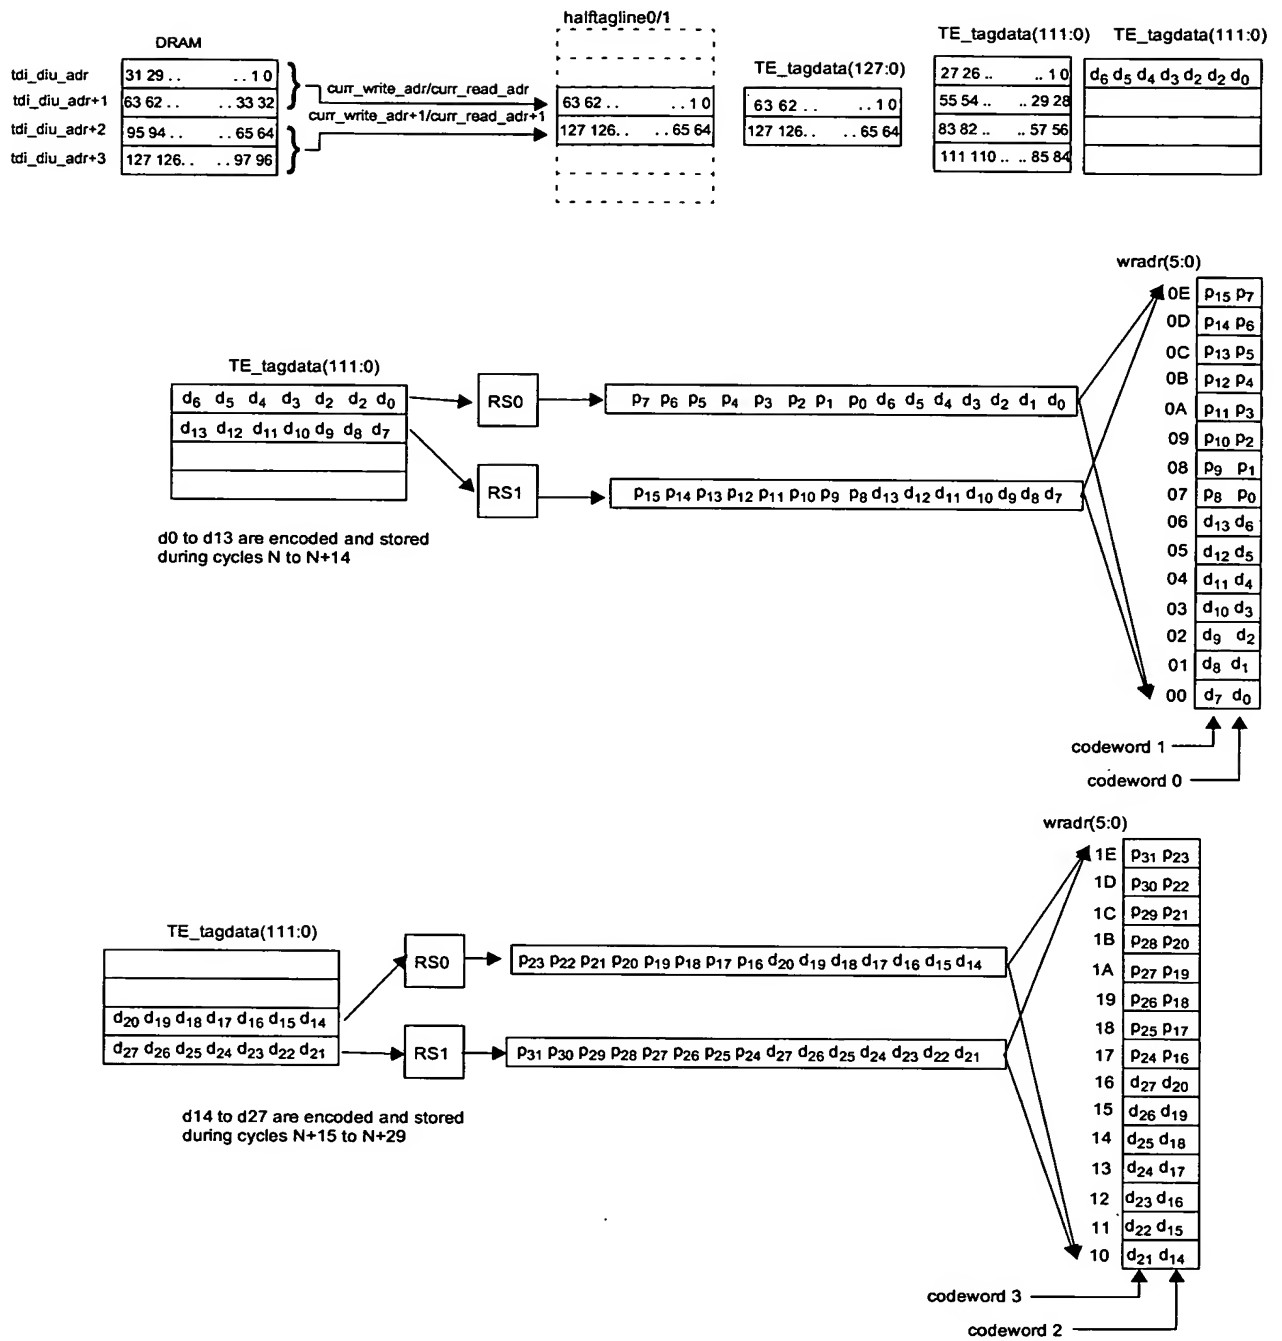 halftagline0/1
DRAM
TE_tagdata(111:0) TE_tagdata(111:0)
TE_tagdata(127:0)
tdi_diu_adr 31 29 . . . . 1 0
tdi_diu_adr+1 63 62 . . . . 33 32
tdi_diu_adr+2 95 94 . . . . 65 64
tdi_diu_adr+3 127 126. . . . 97 96
curr_write_adr/curr_read_adr
curr_write_adr+1/curr_read_adr+1
63 62 . . . . 1 0
127 126. . . . 65 64
63 62 . . . . 1 0
127 126. . . . 65 64
27 26 .. .. 1 0
55 54 .. .. 29 28
83 82 .. .. 57 56
111 110 .. .. 85 84
d6 d5 d4 d3 d2 d2 d0
wradr(5:0)
0E p15 p7
0D p14 p6
0C p13 p5
0B p12 p4
0A p11 p3
09 p10 p2
08 p9 p1
07 p8 p0
06 d13 d6
05 d12 d5
04 d11 d4
03 d10 d3
02 d9 d2
01 d8 d1
00 d7 d0
codeword 1
codeword 0
TE_tagdata(111:0)
d6 d5 d4 d3 d2 d2 d0
d13 d12 d11 d10 d9 d8 d7
RS0
RS1
p7 p6 p5 p4 p3 p2 p1 p0 d6 d5 d4 d3 d2 d1 d0
p15 p14 p13 p12 p11 p10 p9 p8 d13 d12 d11 d10 d9 d8 d7
d0 to d13 are encoded and stored
during cycles N to N+14
wradr(5:0)
1E p31 p23
1D p30 p22
1C p29 p21
1B p28 p20
1A p27 p19
19 p26 p18
18 p25 p17
17 p24 p16
16 d27 d20
15 d26 d19
14 d25 d18
13 d24 d17
12 d23 d16
11 d22 d15
10 d21 d14
codeword 3
codeword 2
TE_tagdata(111:0)
d20 d19 d18 d17 d16 d15 d14
d27 d26 d25 d24 d23 d22 d21
RS0
RS1
p23 p22 p21 p20 p19 p18 p17 p16 d20 d19 d18 d17 d16 d15 d14
p31 p30 p29 p28 p27 p26 p25 p24 d27 d26 d25 d24 d23 d22 d21
d14 to d27 are encoded and stored
during cycles N+15 to N+29